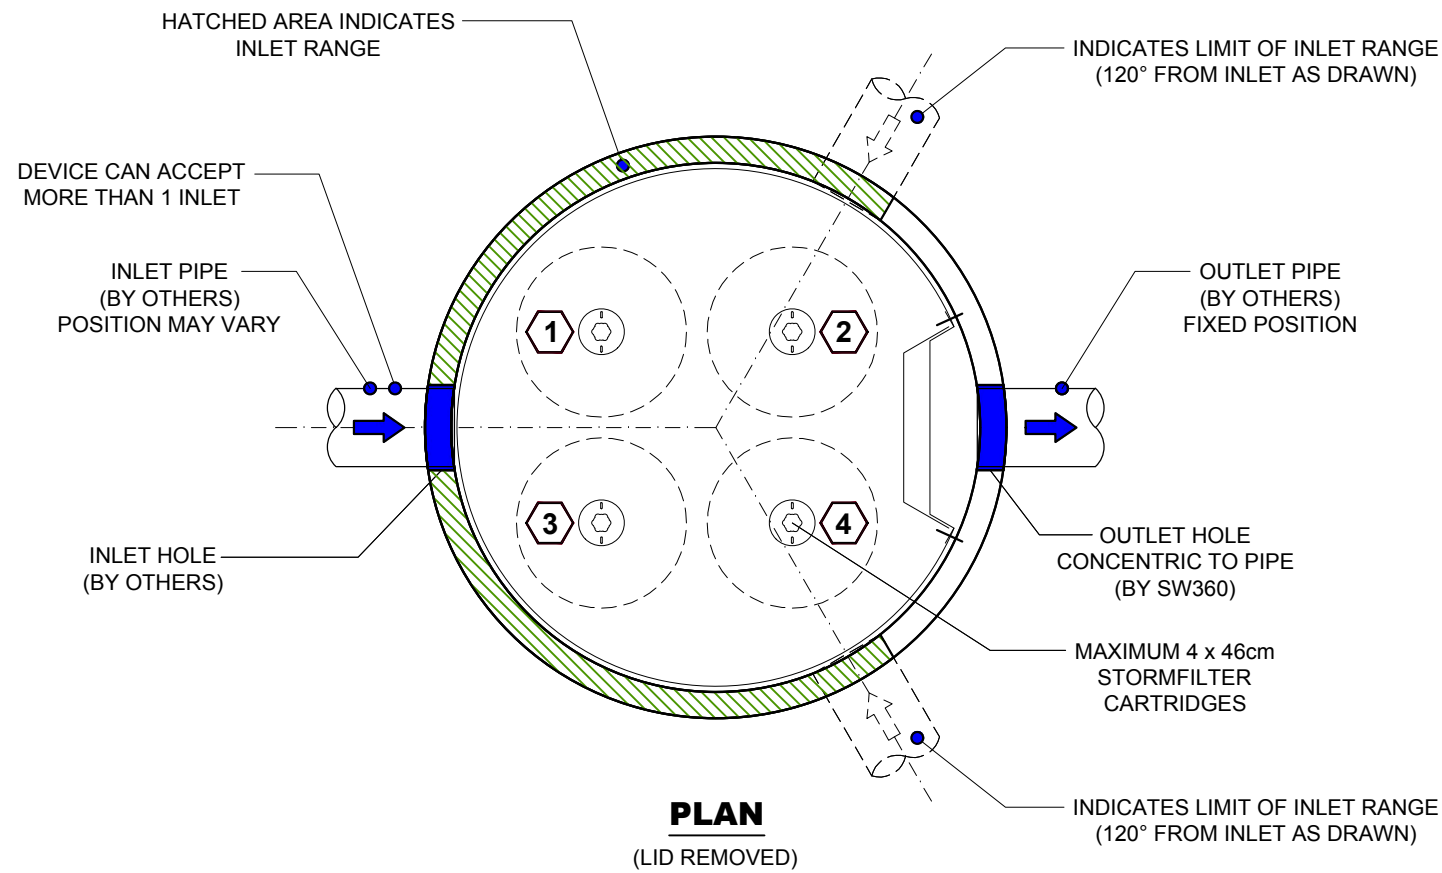 HATCHED AREA INDICATES
INLET RANGE
INDICATES LIMIT OF INLET RANGE
(120° FROM INLET AS DRAWN)
DEVICE CAN ACCEPT
MORE THAN 1 INLET
INLET PIPE
(BY OTHERS)
POSITION MAY VARY
OUTLET PIPE
(BY OTHERS)
FIXED POSITION
1
2
3
4
INLET HOLE
(BY OTHERS)
OUTLET HOLE
CONCENTRIC TO PIPE
(BY SW360)
MAXIMUM 4 x 46cm
STORMFILTER
CARTRIDGES
INDICATES LIMIT OF INLET RANGE
(120° FROM INLET AS DRAWN)
PLAN
(LID REMOVED)